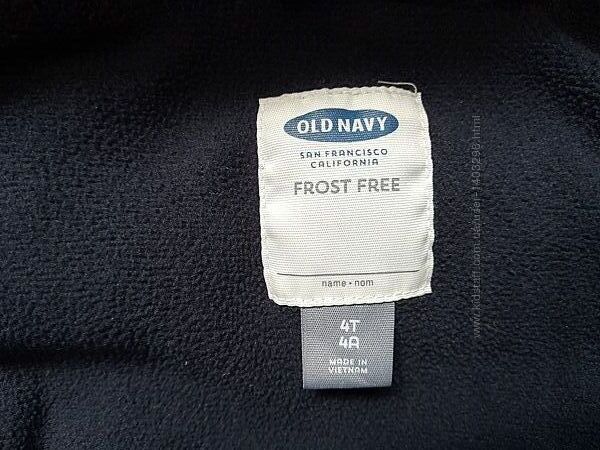 OLD NAVY
SAN FRANCISCO
CALIFORNIA
FROST FREE
name • nom
4T
4A
MADE IN
VIETNAM